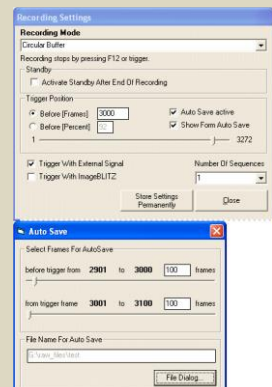 Recording Settings
Recording Mode
Circular Buffer
Recording stops by pressing F12 or trigger.
Standby
Activate Standby After End Of Recording
Trigger Position
Before [Frames] 3000
Auto Save active
Before [Percent] 92
Show Form Auto Save
1 3272
Trigger With External Signal
Number Of Sequences
Trigger With ImageBLITZ
1
Store Settings Permanently
Close
Auto Save
Select Frames For AutoSave
before trigger from 2901 to 3000 100 frames
from trigger frame 3001 to 3100 100 frames
File Name For Auto Save
G:\raw_files\test
File Dialog...